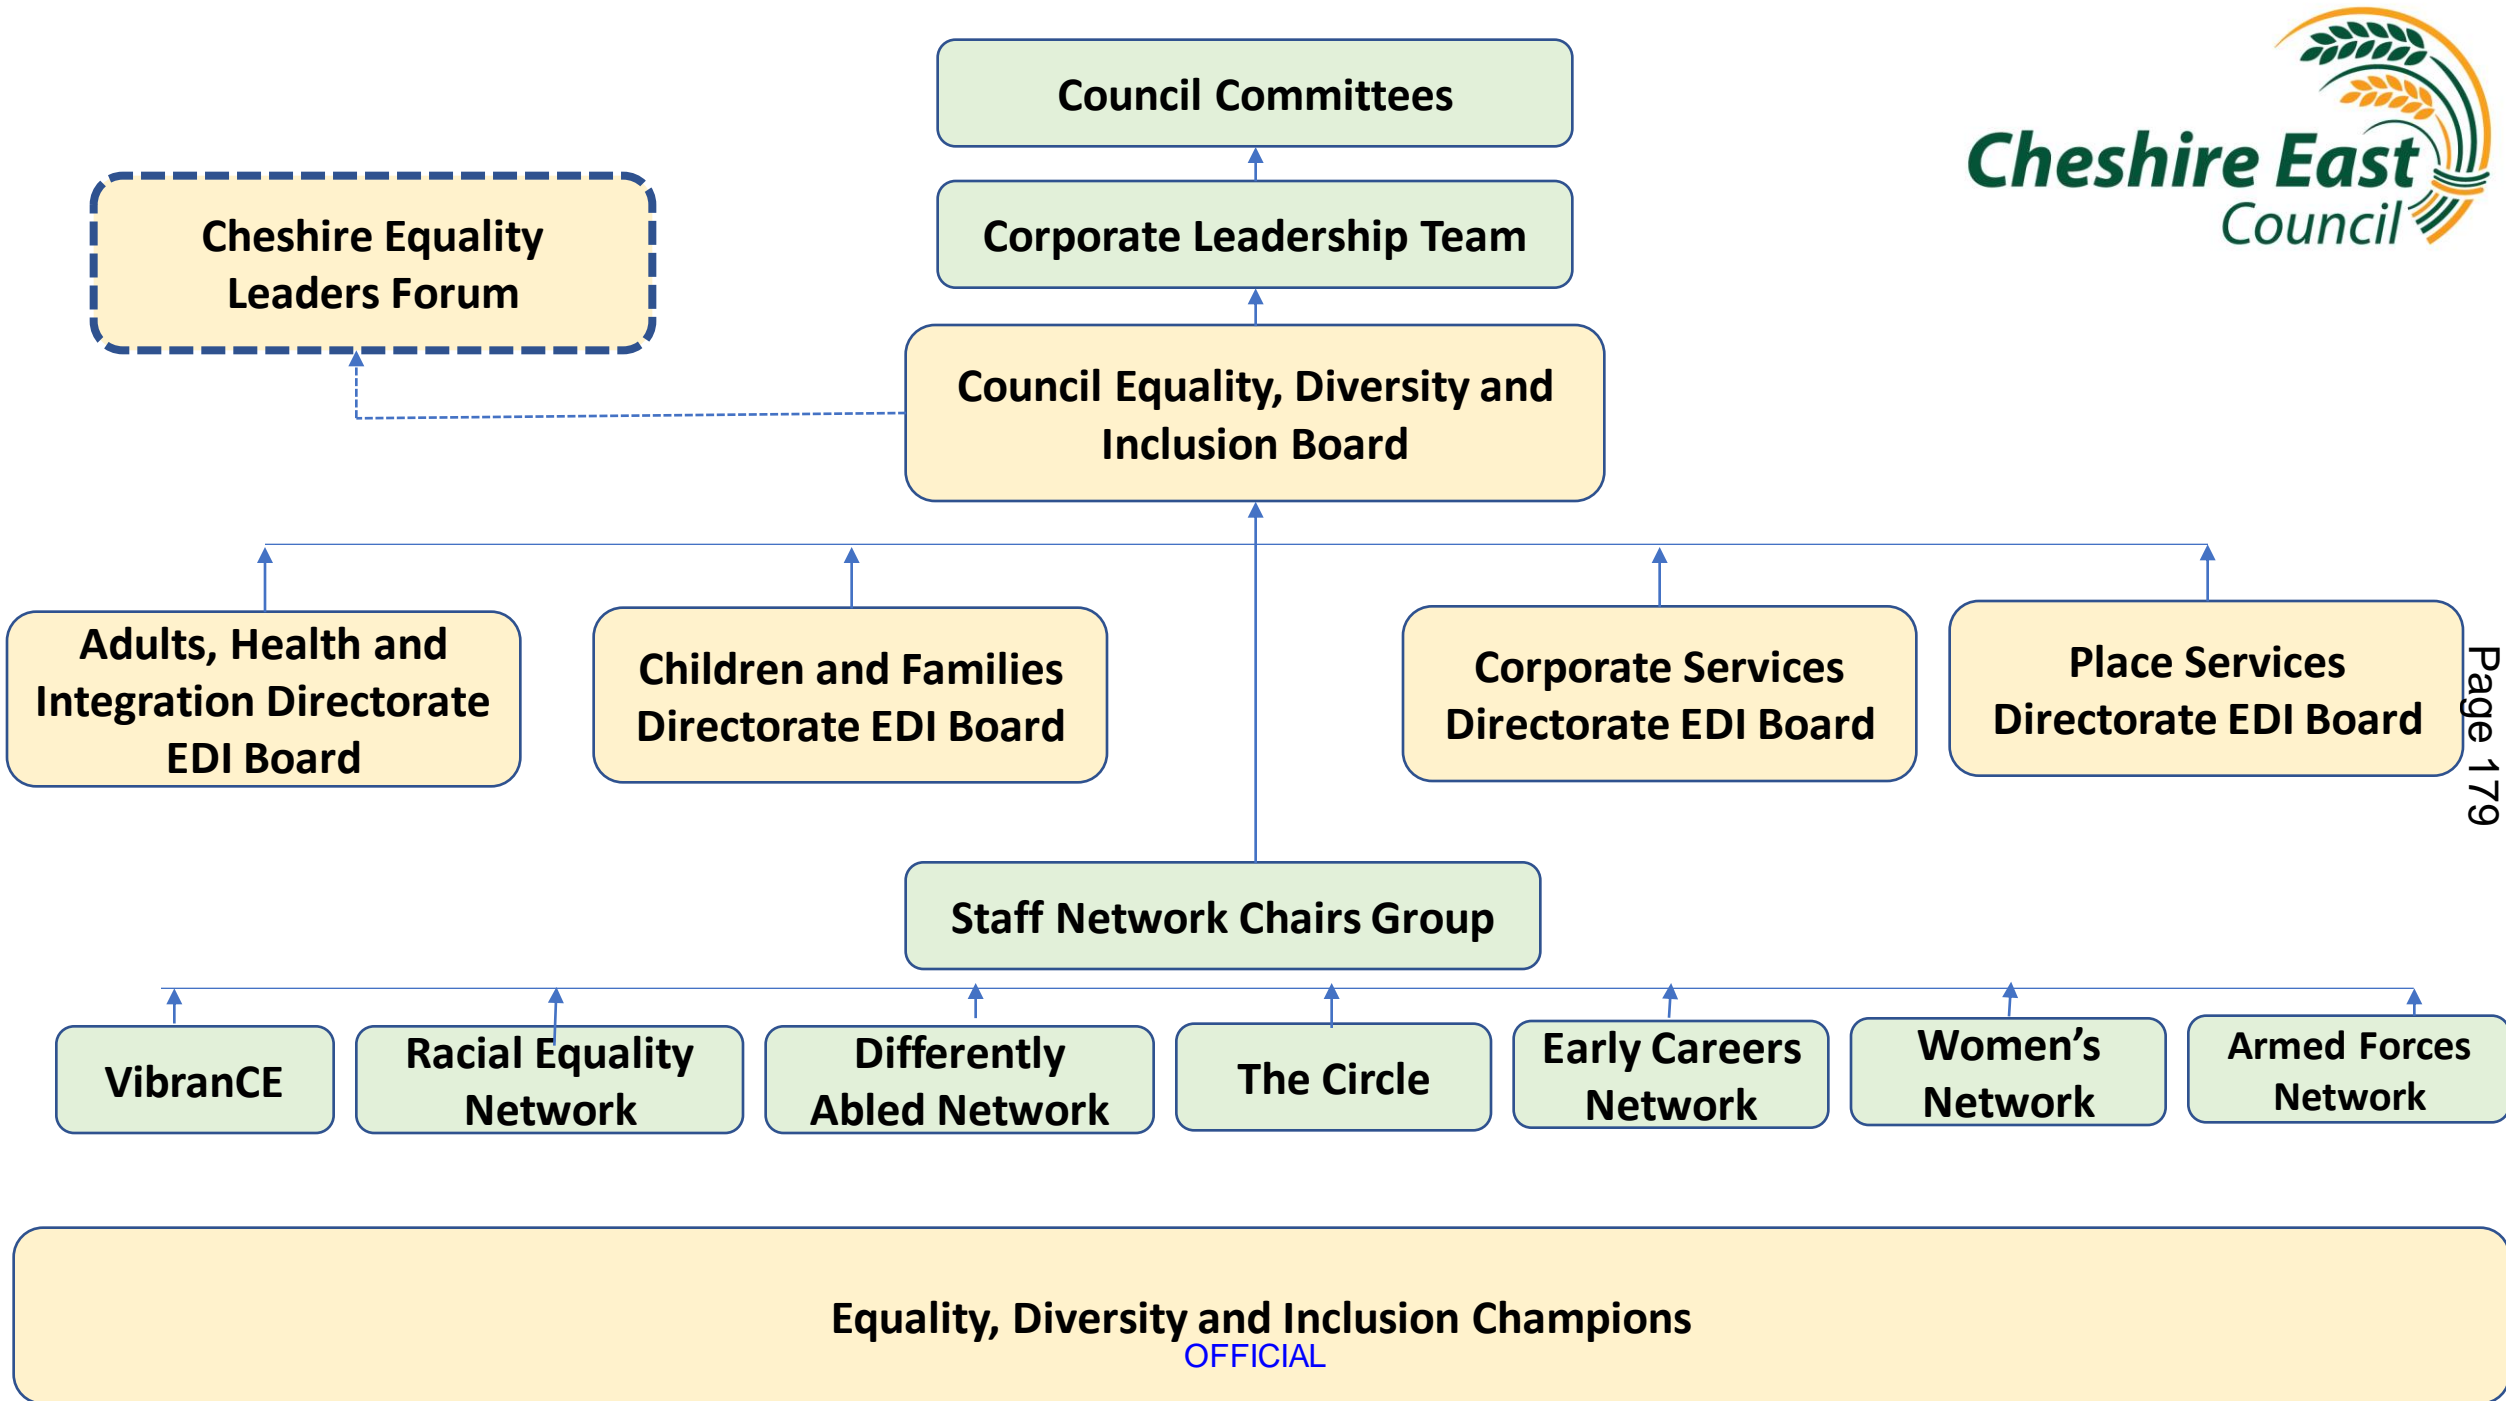 Council Committees
Cheshire East
Council
Corporate Leadership Team
Cheshire Equality
Leaders Forum
Council Equality, Diversity and
Inclusion Board
Adults, Health and
Integration Directorate
EDI Board
Children and Families
Directorate EDI Board
Corporate Services
Directorate EDI Board
Place Services
Directorate EDI Board
Page 179
Staff Network Chairs Group
VibranCE
Racial Equality
Network
Differently
Abled Network
The Circle
Early Careers
Network
Women’s
Network
Armed Forces
Network
Equality, Diversity and Inclusion Champions
OFFICIAL